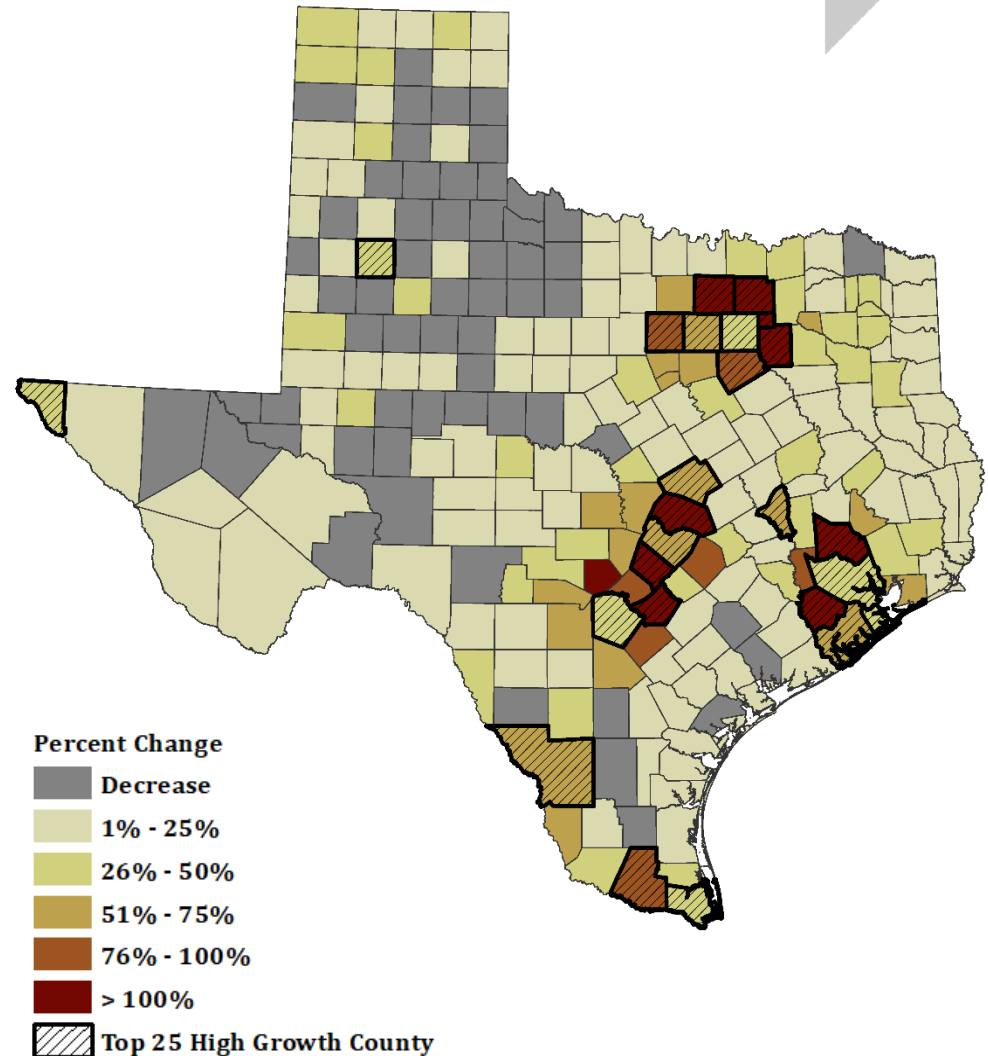 Percent Change
Decrease
1% - 25%
26% - 50%
51% - 75%
76% - 100%
> 100%
Top 25 High Growth County